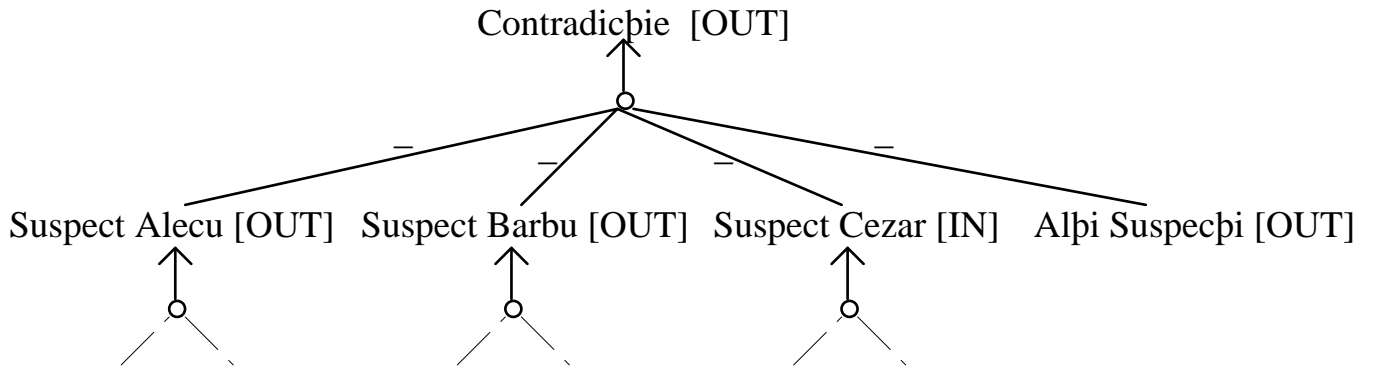 Contradicþie [OUT]
– – – –
Suspect Alecu [OUT] Suspect Barbu [OUT] Suspect Cezar [IN] Alþi Suspecþi [OUT]